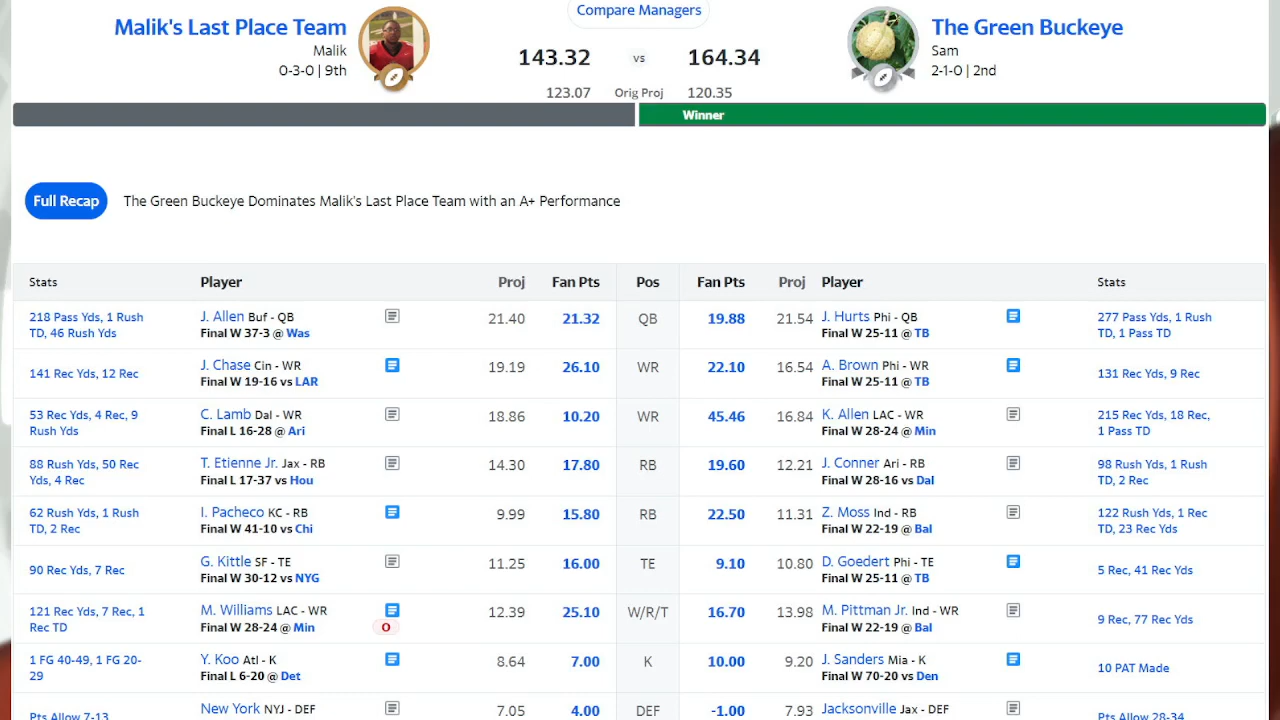 Compare Managers
Malik's Last Place Team
Malik
0-3-0 | 9th
143.32 vs 164.34
123.07 Orig Proj 120.35
The Green Buckeye
Sam
2-1-0 | 2nd
Winner
Full Recap The Green Buckeye Dominates Malik's Last Place Team with an A+ Performance
Stats Player Proj Fan Pts Pos Fan Pts Proj Player Stats
218 Pass Yds, 1 Rush J. Allen Buf - QB 21.40 21.32 QB 19.88 21.54 J. Hurts Phi - QB 277 Pass Yds, 1 Rush
TD, 46 Rush Yds Final W 37-3 @ Was Final W 25-11 @ TB TD, 1 Pass TD
141 Rec Yds, 12 Rec J. Chase Cin - WR 19.19 26.10 WR 22.10 16.54 A. Brown Phi - WR 131 Rec Yds, 9 Rec
Final W 19-16 vs LAR Final W 25-11 @ TB
53 Rec Yds, 4 Rec, 9 C. Lamb Dal - WR 18.86 10.20 WR 45.46 16.84 K. Allen LAC - WR 215 Rec Yds, 18 Rec,
Rush Yds Final L 16-28 @ Ari Final W 28-24 @ Min 1 Pass TD
88 Rush Yds, 50 Rec T. Etienne Jr. Jax - RB 14.30 17.80 RB 19.60 12.21 J. Conner Ari - RB 98 Rush Yds, 1 Rush
Yds, 4 Rec Final L 17-37 vs Hou Final W 28-16 vs Dal TD, 2 Rec
62 Rush Yds, 1 Rush I. Pacheco KC - RB 9.99 15.80 RB 22.50 11.31 Z. Moss Ind - RB 122 Rush Yds, 1 Rec
TD, 2 Rec Final W 41-10 vs Chi Final W 22-19 @ Bal TD, 23 Rec Yds
90 Rec Yds, 7 Rec G. Kittle SF - TE 11.25 16.00 TE 9.10 10.80 D. Goedert Phi - TE 5 Rec, 41 Rec Yds
Final W 30-12 vs NYG Final W 25-11 @ TB
121 Rec Yds, 7 Rec, 1 M. Williams LAC - WR 12.39 25.10 W/R/T 16.70 13.98 M. Pittman Jr. Ind - WR 9 Rec, 77 Rec Yds
Rec TD Final W 28-24 @ Min O Final W 22-19 @ Bal
1 FG 40-49, 1 FG 20- Y. Koo Atl - K 8.64 7.00 K 10.00 9.20 J. Sanders Mia - K 10 PAT Made
29 Final L 6-20 @ Det Final W 70-20 vs Den
Pts Allow 7-13 New York NYJ - DEF 7.05 4.00 DEF -1.00 7.93 Jacksonville Jax - DEF Pts Allow 28-34